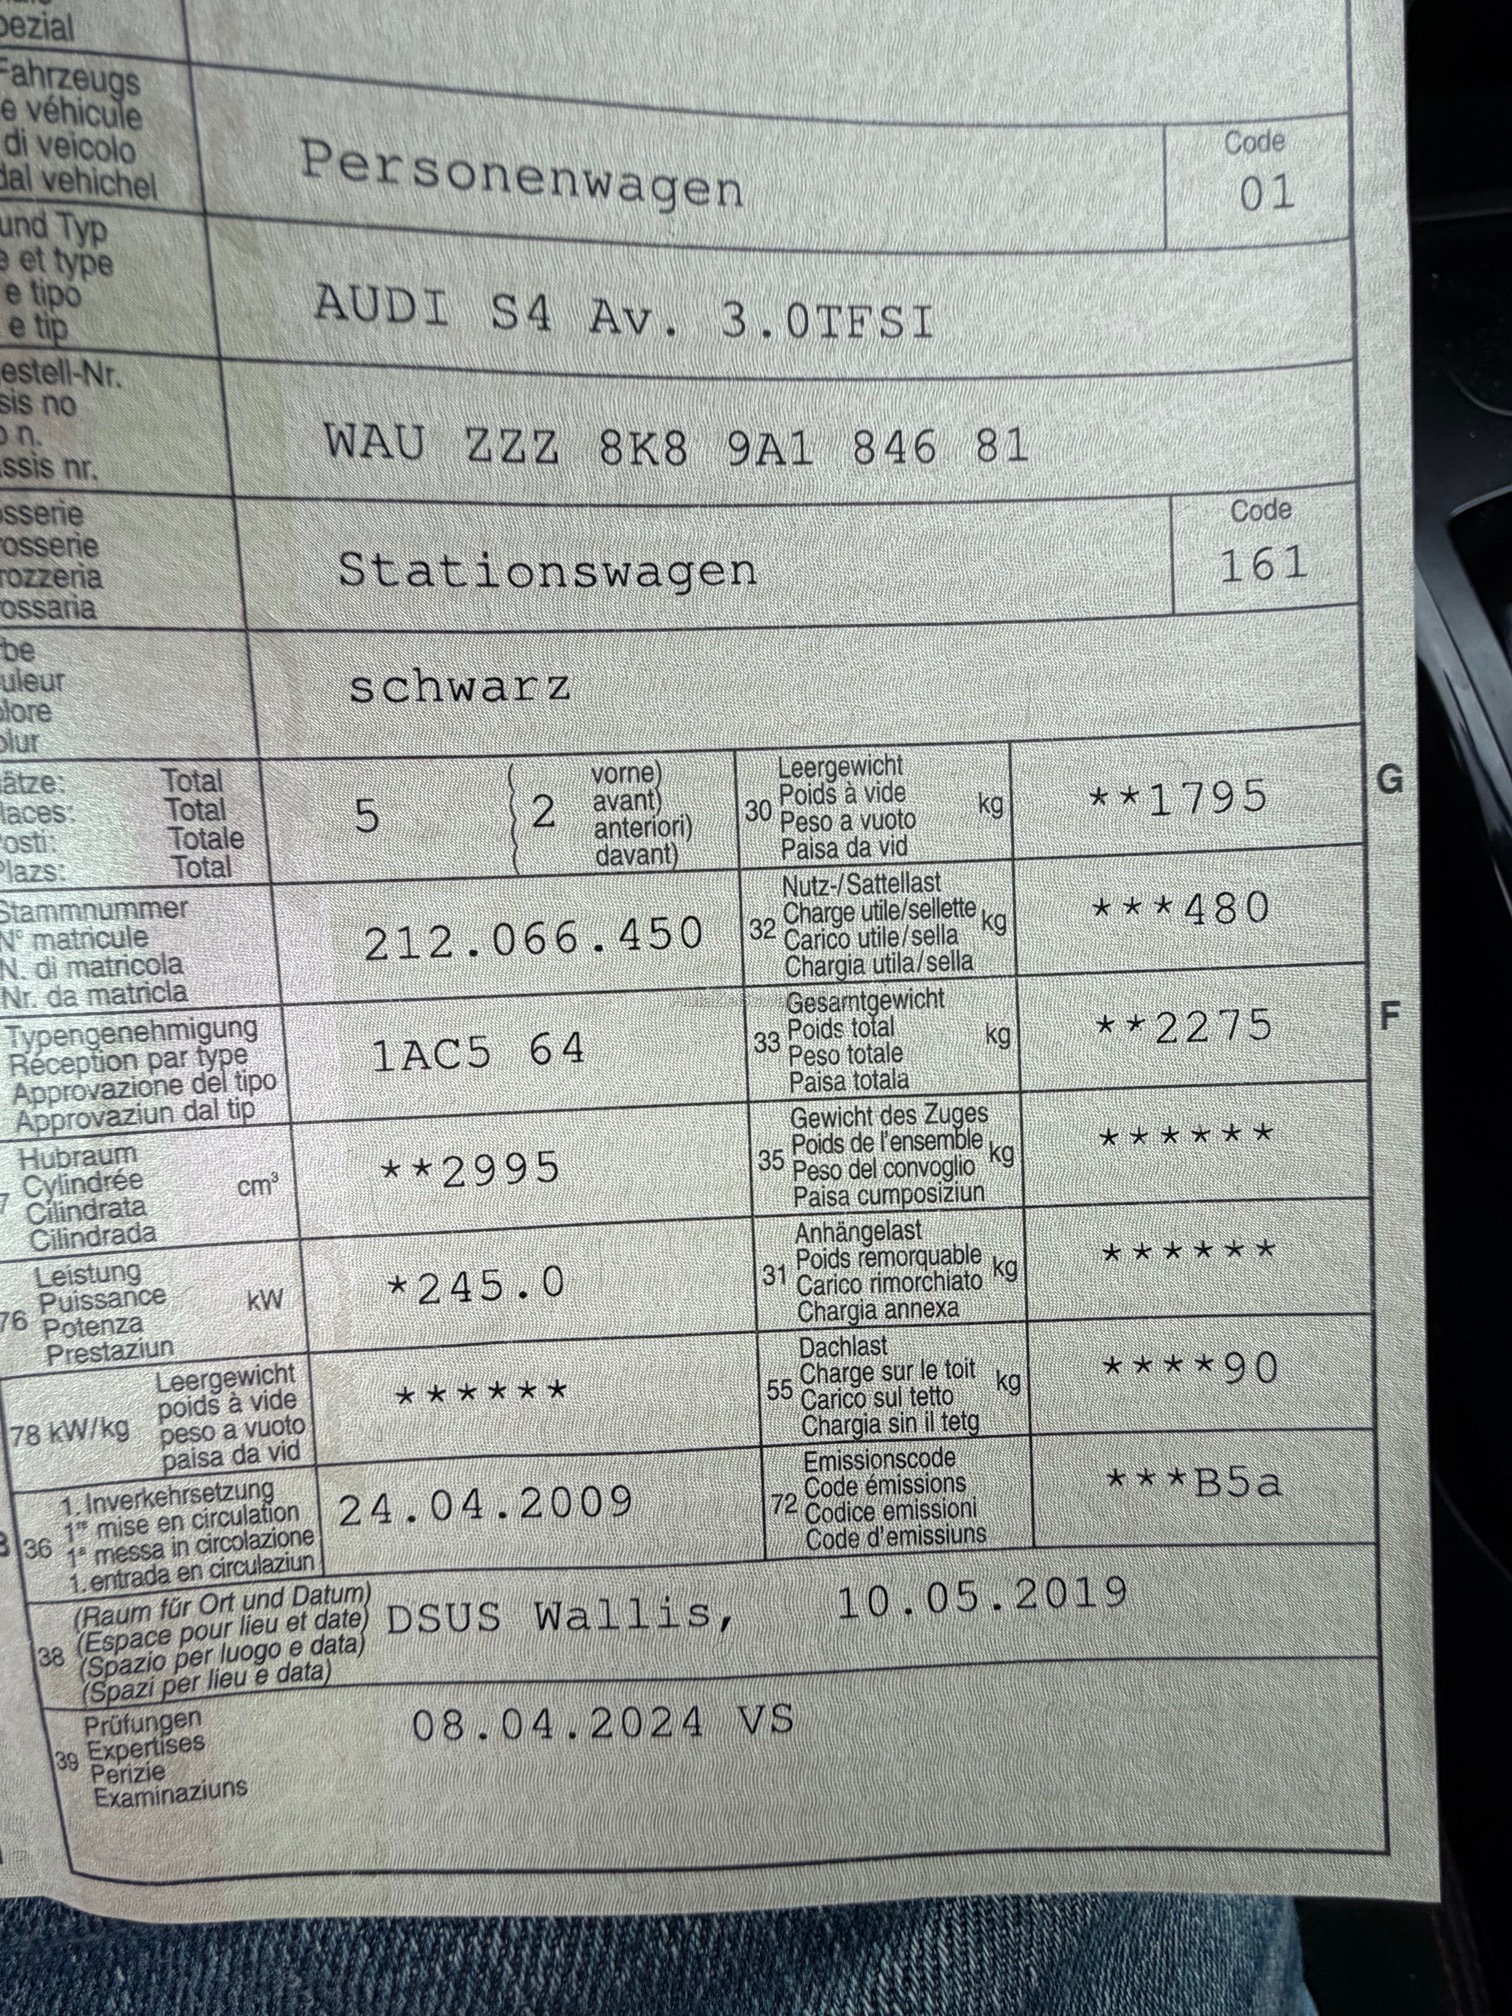 Fahrzeugs
e véhicule
di veicolo
dal vehichel
Personenwagen
Code
01
und Typ
e et type
e tipo
e tip
AUDI S4 Av. 3.0TFSI
estell-Nr.
sis no
n.
ssis nr.
WAU ZZZ 8K8 9A1 846 81
sserie
rosserie
rozzeria
ossaria
Stationswagen
Code
161
be
uleur
lore
lur
schwarz
ätze: Total
laces: Total
osti: Totale
Plazs: Total
5
2
vorne)
avant)
anteriori)
davant)
30
Leergewicht
Poids à vide
Peso a vuoto
Paisa da vid
kg
**1795
G
Stammnummer
N° matricule
N. di matricola
Nr. da matricla
212.066.450
32
Nutz-/Sattellast
Charge utile/sellette
Carico utile/sella
Chargia utila/sella
kg
***480
Typengenehmigung
Réception par type
Approvazione del tipo
Approvaziun dal tip
1AC5 64
33
Gesamtgewicht
Poids total
Peso totale
Paisa totala
kg
**2275
F
Hubraum
Cylindrée
Cilindrata
Cilindrada
cm³
**2995
35
Gewicht des Zuges
Poids de l'ensemble
Peso del convoglio
Paisa cumposiziun
kg
******
76
Leistung
Puissance
Potenza
Prestaziun
kW
*245.0
31
Anhängelast
Poids remorquable
Carico rimorchiato
Chargia annexa
kg
******
78 kW/kg
Leergewicht
poids à vide
peso a vuoto
paisa da vid
******
55
Dachlast
Charge sur le toit
Carico sul tetto
Chargia sin il tetg
kg
****90
36
1. Inverkehrsetzung
1re mise en circulation
1a messa in circolazione
1. entrada en circulaziun
24.04.2009
72
Emissionscode
Code émissions
Codice emissioni
Code d'emissiuns
***B5a
38
(Raum für Ort und Datum)
(Espace pour lieu et date)
(Spazio per luogo e data)
(Spazi per lieu e data)
DSUS Wallis, 10.05.2019
39
Prüfungen
Expertises
Perizie
Examinaziuns
08.04.2024 VS